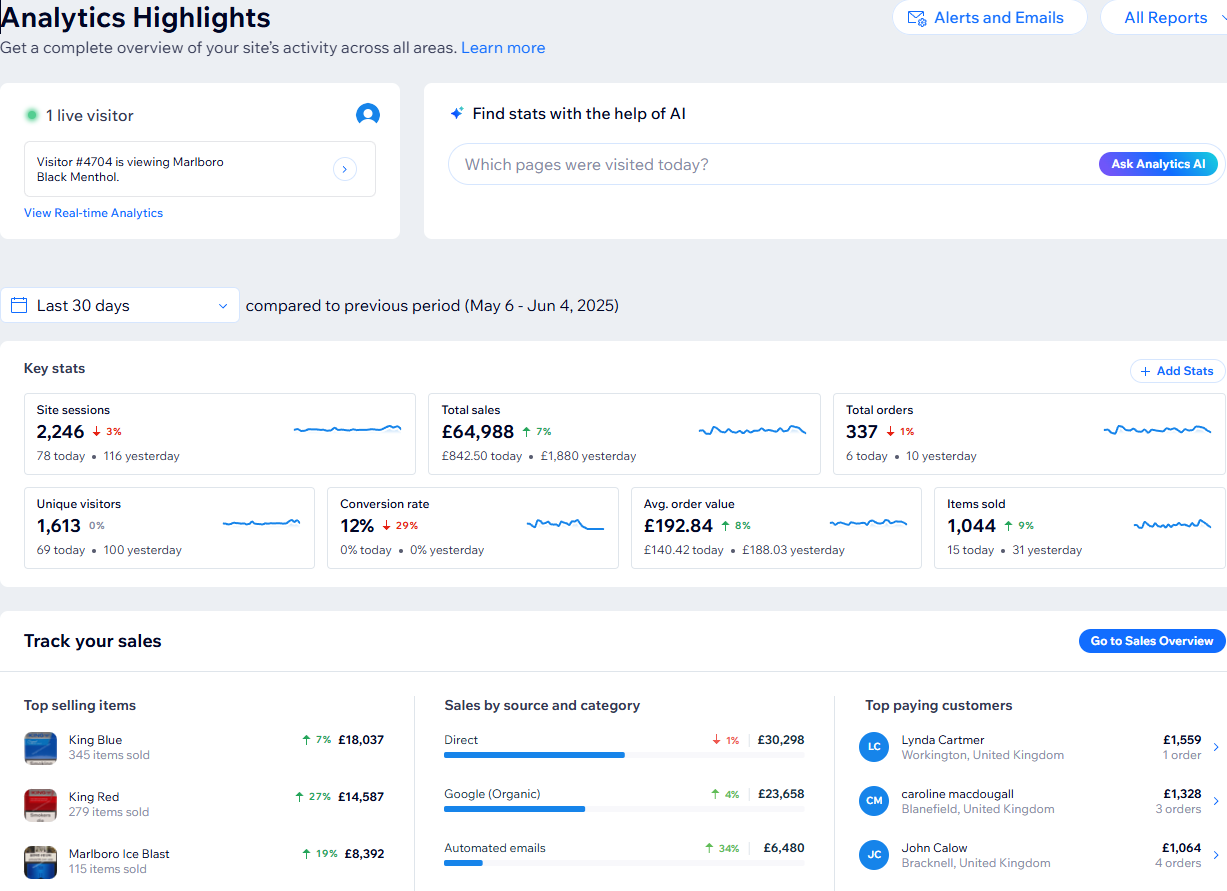 Analytics Highlights
Alerts and Emails
All Reports
Get a complete overview of your site's activity across all areas. Learn more
1 live visitor
Visitor #4704 is viewing Marlboro
Black Menthol.
View Real-time Analytics
Find stats with the help of AI
Which pages were visited today?
Ask Analytics AI
Last 30 days
compared to previous period (May 6 - Jun 4, 2025)
Key stats
+ Add Stats
Site sessions
2,246 ↓ 3%
78 today • 116 yesterday
Total sales
£64,988 ↑ 7%
£842.50 today • £1,880 yesterday
Total orders
337 ↓ 1%
6 today • 10 yesterday
Unique visitors
1,613 0%
69 today • 100 yesterday
Conversion rate
12% ↓ 29%
0% today • 0% yesterday
Avg. order value
£192.84 ↑ 8%
£140.42 today • £188.03 yesterday
Items sold
1,044 ↑ 9%
15 today • 31 yesterday
Track your sales
Go to Sales Overview
Top selling items
King Blue ↑ 7% £18,037
345 items sold
King Red ↑ 27% £14,587
279 items sold
Marlboro Ice Blast ↑ 19% £8,392
115 items sold
Sales by source and category
Direct ↓ 1% £30,298
Google (Organic) ↑ 4% £23,658
Automated emails ↑ 34% £6,480
Top paying customers
LC Lynda Cartmer £1,559
Workington, United Kingdom 1 order
CM caroline macdougall £1,328
Blanefield, United Kingdom 3 orders
JC John Calow £1,064
Bracknell, United Kingdom 4 orders